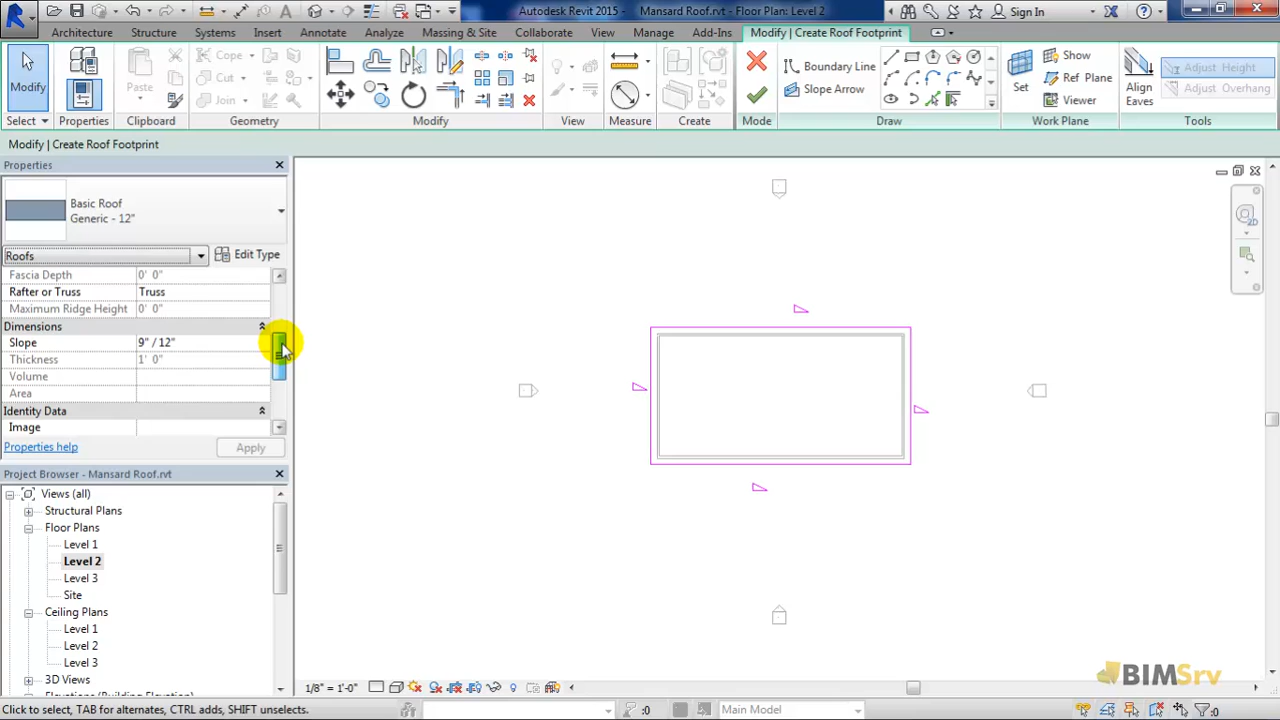 Autodesk Revit 2015 - Mansard Roof.rvt - Floor Plan: Level 2
Sign In
Architecture Structure Systems Insert Annotate Analyze Massing & Site Collaborate View Manage Add-Ins Modify | Create Roof Footprint
Modify
Paste
Cope
Cut
Join
Boundary Line
Slope Arrow
Set
Show
Ref Plane
Viewer
Align
Eaves
Adjust Height
Adjust Overhang
Select Properties Clipboard Geometry Modify View Measure Create Mode Draw Work Plane Tools
Modify | Create Roof Footprint
Properties
Basic Roof
Generic - 12"
Roofs
Edit Type
Fascia Depth 0' 0"
Rafter or Truss Truss
Maximum Ridge Height 0' 0"
Dimensions
Slope 9" / 12"
Thickness 1' 0"
Volume
Area
Identity Data
Image
Properties help
Apply
Project Browser - Mansard Roof.rvt
Views (all)
Structural Plans
Floor Plans
Level 1
Level 2
Level 3
Site
Ceiling Plans
Level 1
Level 2
Level 3
3D Views
Elevations (Building Elevation)
2D
BIMSrv
1/8" = 1'-0"
Click to select, TAB for alternates, CTRL adds, SHIFT unselects.
:0
Main Model
:0